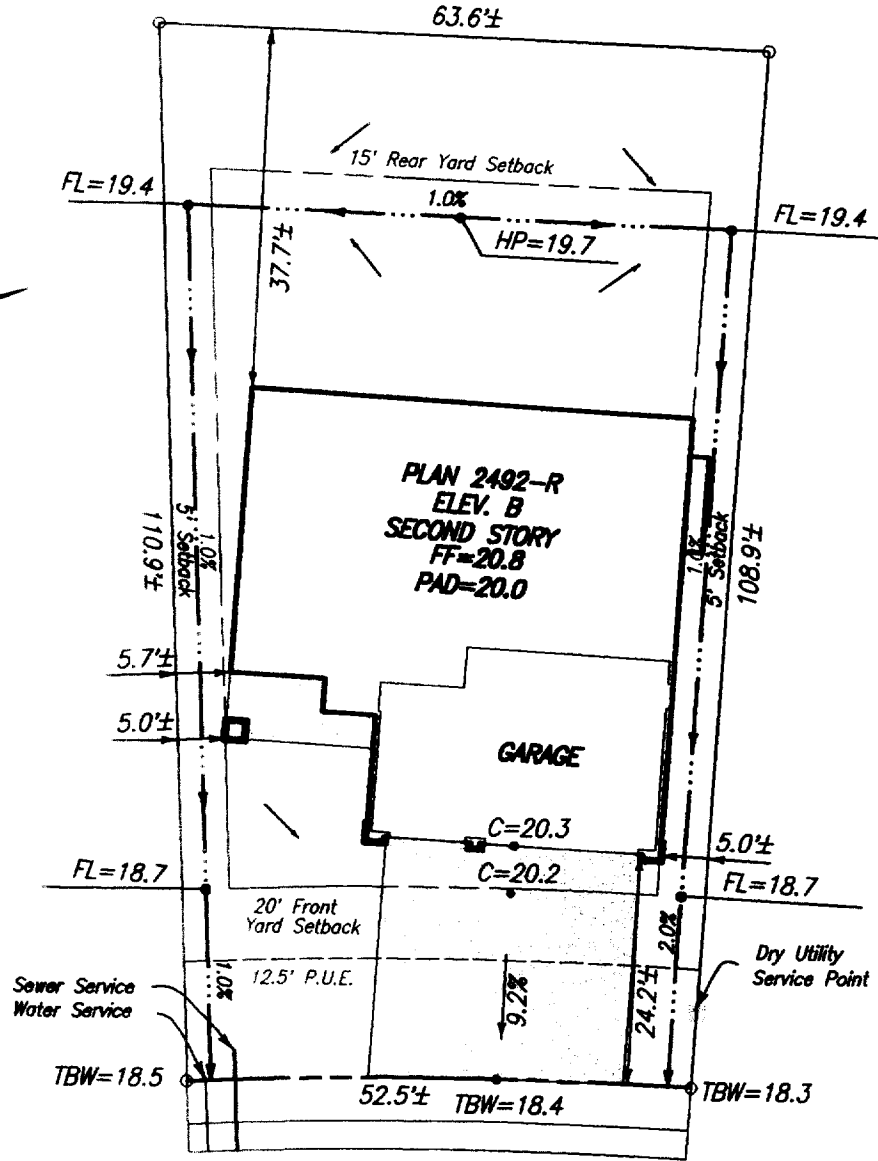 63.6'±
15' Rear Yard Setback
FL=19.4
1.0%
FL=19.4
HP=19.7
37.7'±
PLAN 2492-R
ELEV. B
SECOND STORY
FF=20.8
PAD=20.0
110.9'±
5' Setback
1.0%
1.0%
5' Setback
108.9'±
5.7'±
5.0'±
GARAGE
C=20.3
5.0'±
C=20.2
FL=18.7
FL=18.7
20' Front
Yard Setback
2.0%
12.5' P.U.E.
1.0%
9.2%
24.2'±
Dry Utility
Service Point
Sewer Service
Water Service
TBW=18.5
52.5'±
TBW=18.4
TBW=18.3